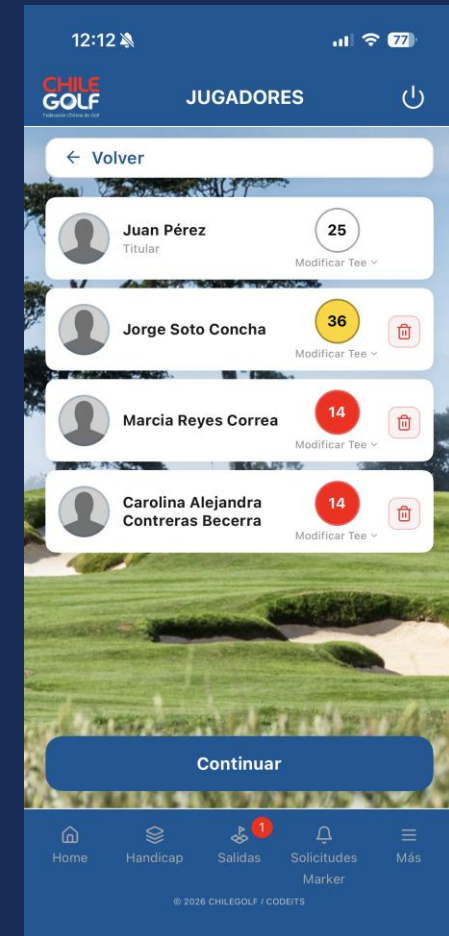 12:12
77
CHILE
GOLF
Federación Chilena de Golf
JUGADORES
← Volver
Juan Pérez
Titular
25
Modificar Tee
Jorge Soto Concha
36
Modificar Tee
Marcia Reyes Correa
14
Modificar Tee
Carolina Alejandra
Contreras Becerra
14
Modificar Tee
Continuar
1
Home
Handicap
Salidas
Solicitudes
Marker
Más
© 2026 CHILEGOLF / CODEITS